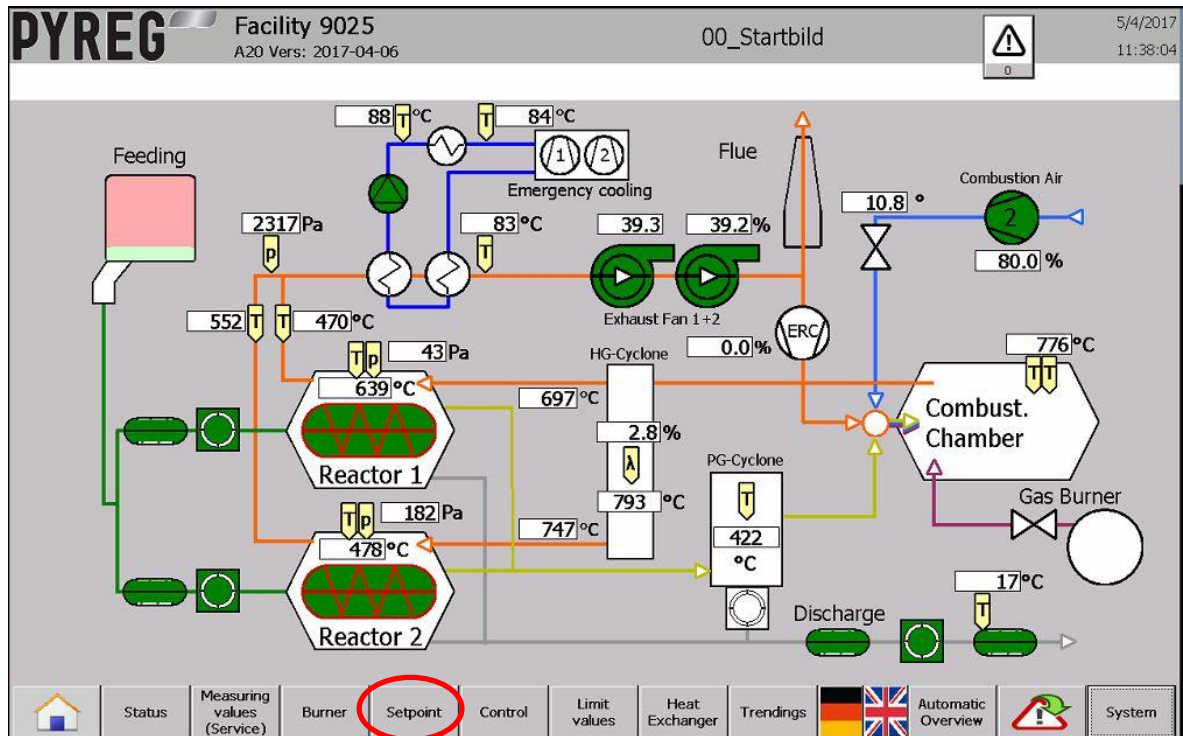 PYREG
Facility 9025
A20 Vers: 2017-04-06
00_Startbild
0
5/4/2017
11:38:04
88 T °C
T 84 °C
1 2
Emergency cooling
Feeding
Flue
Combustion Air
2
80.0 %
10.8 °
2317 Pa
p
83 °C
T
39.3
39.2 %
Exhaust Fan 1+2
552 T
T 470 °C
ERC
0.0 %
T p 43 Pa
639 °C
Reactor 1
HG-Cyclone
697 °C
2.8 %
λ
793 °C
747 °C
776 °C
T T
Combust.
Chamber
PG-Cyclone
T
422
°C
Gas Burner
T p 182 Pa
478 °C
Reactor 2
Discharge
17 °C
T
Status
Measuring
values
(Service)
Burner
Setpoint
Control
Limit
values
Heat
Exchanger
Trendings
Automatic
Overview
System